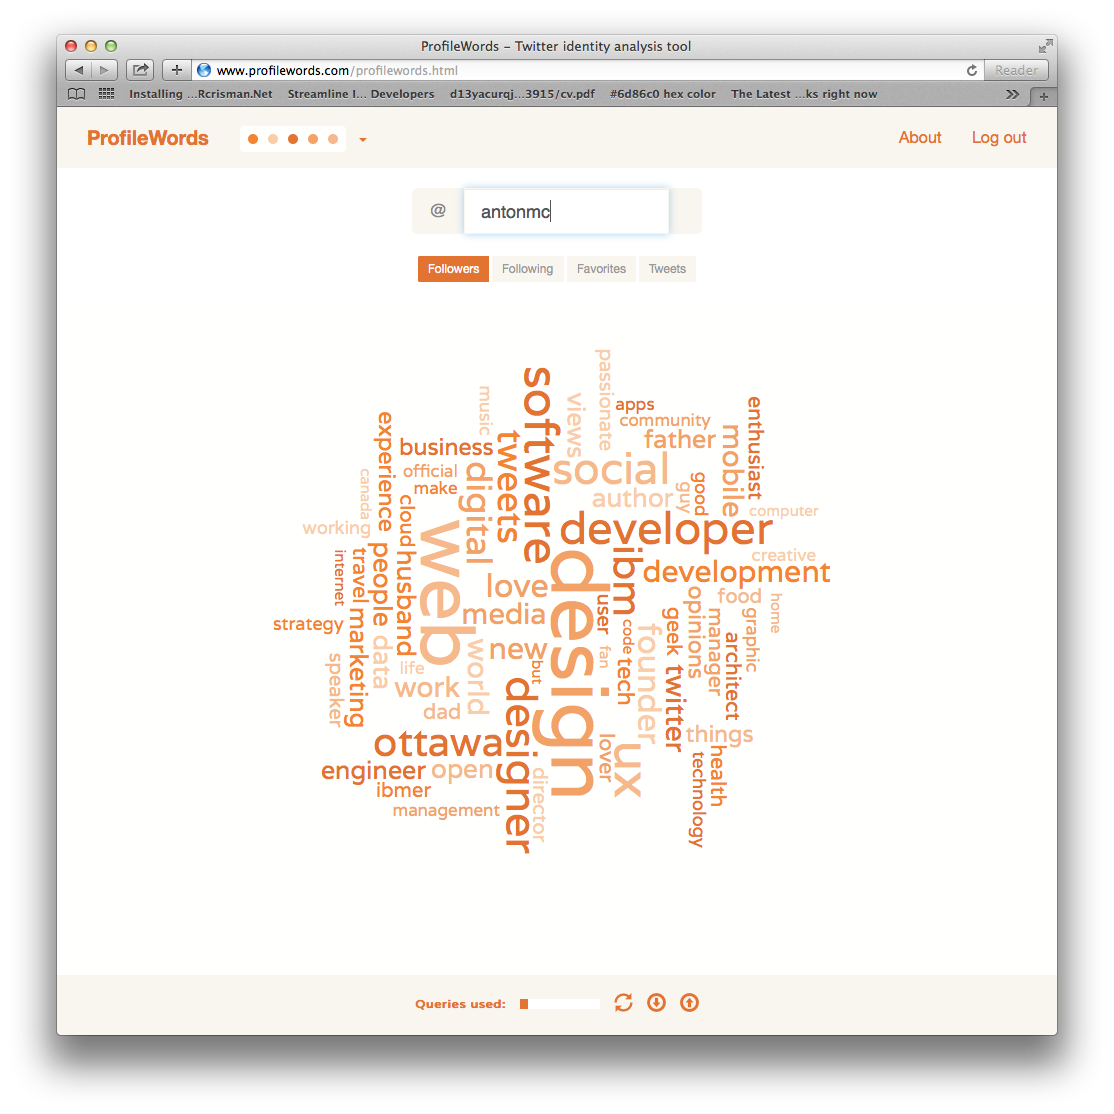 ProfileWords – Twitter identity analysis tool
www.profilewords.com/profilewords.html
Reader
Installing ...Rcrisman.Net
Streamline I... Developers
d13yacurqj...3915/cv.pdf
#6d86c0 hex color
The Latest ...ks right now
ProfileWords
About
Log out
@
antonmc
Followers
Following
Favorites
Tweets
passionate
software
music
views
apps
enthusiast
experience
community
mobile
tweets
father
business
social
official
digital
canada
good
make
guy
author
cloud
computer
working
developer
web
people
ibm
creative
travel
internet
husband
design
development
love
opinions
food
user
home
media
marketing
geek
manager
graphic
strategy
code
founder
data
architect
new
world
fan
speaker
but
tech
life
twitter
designer
work
dad
things
ottawa
lover
ux
health
technology
engineer
open
director
ibmer
management
Queries used: